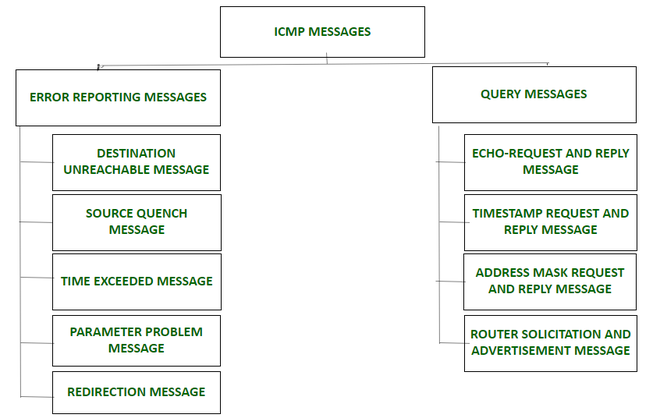 ICMP MESSAGES
ERROR REPORTING MESSAGES
DESTINATION
UNREACHABLE MESSAGE
SOURCE QUENCH
MESSAGE
TIME EXCEEDED MESSAGE
PARAMETER PROBLEM
MESSAGE
REDIRECTION MESSAGE
QUERY MESSAGES
ECHO-REQUEST AND REPLY
MESSAGE
TIMESTAMP REQUEST AND
REPLY MESSAGE
ADDRESS MASK REQUEST
AND REPLY MESSAGE
ROUTER SOLICITATION AND
ADVERTISEMENT MESSAGE